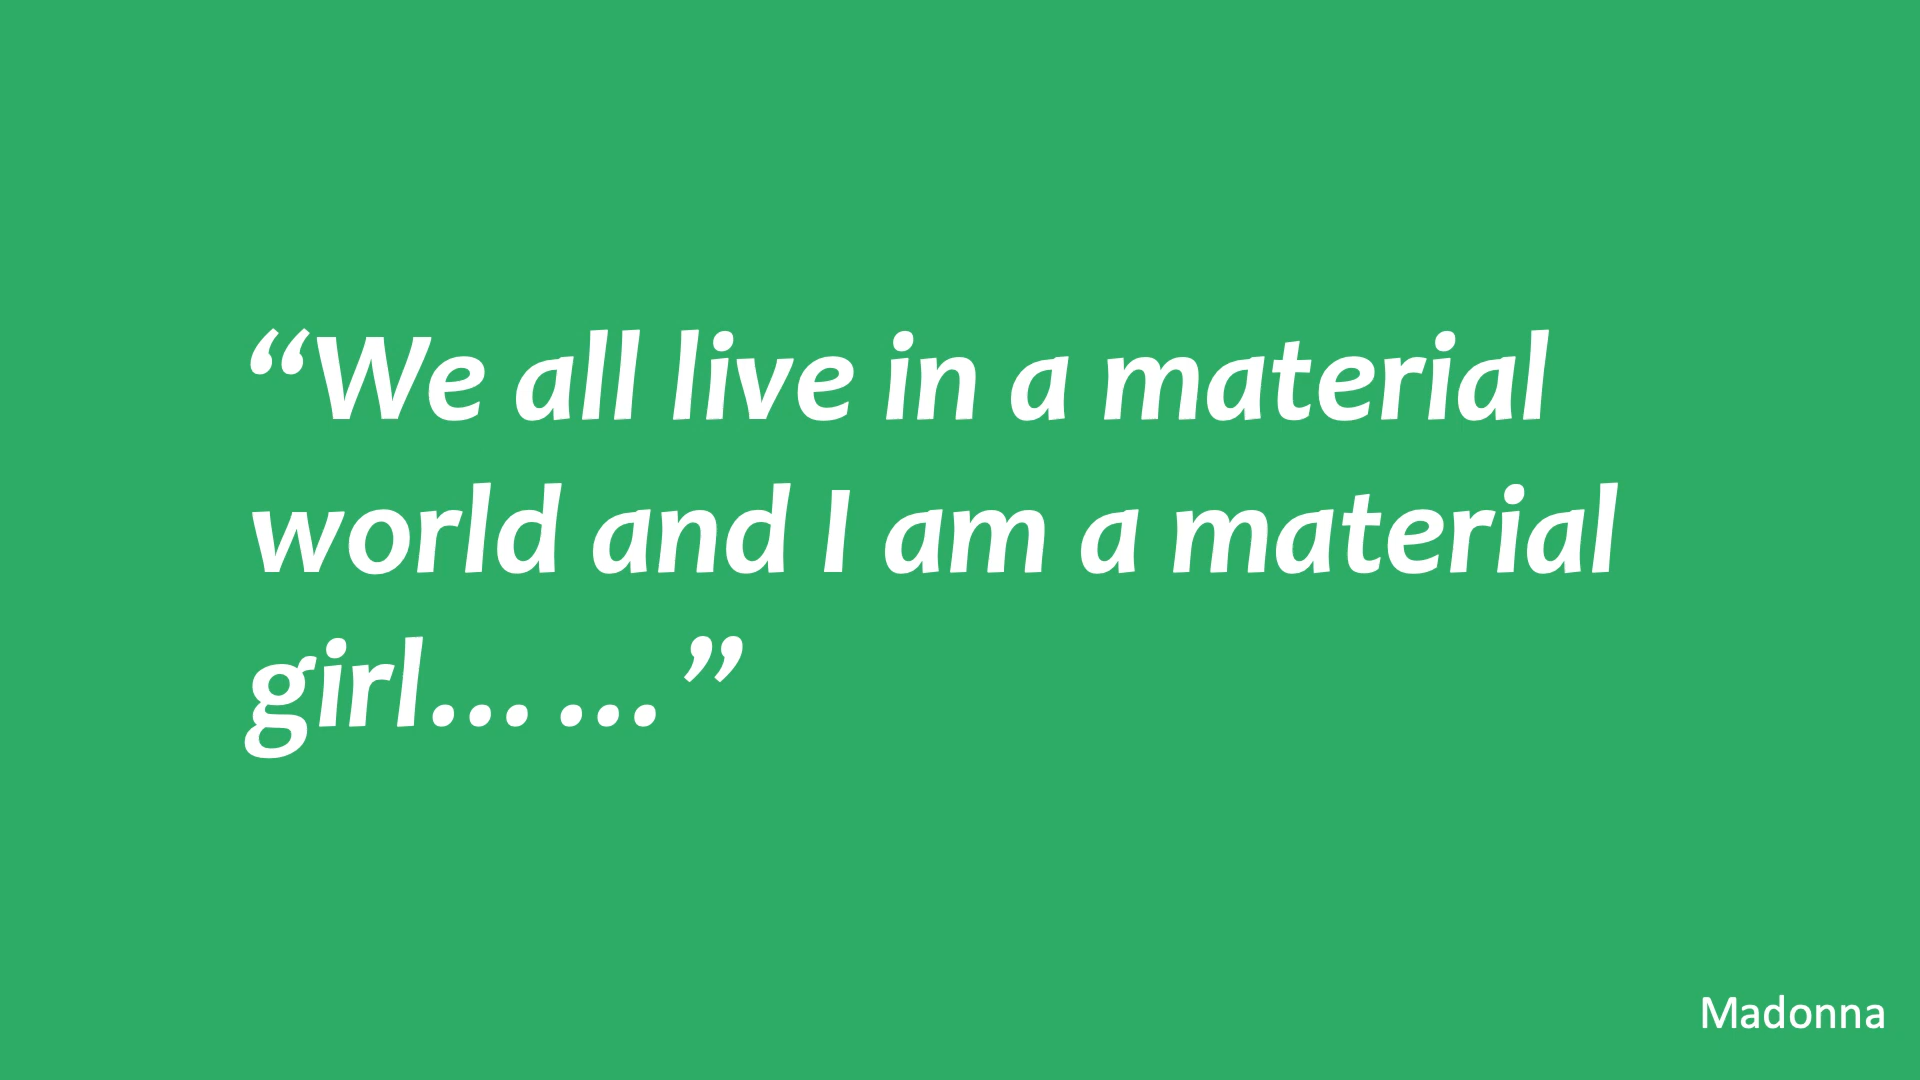 “We all live in a material
world and I am a material
girl… …”
Madonna